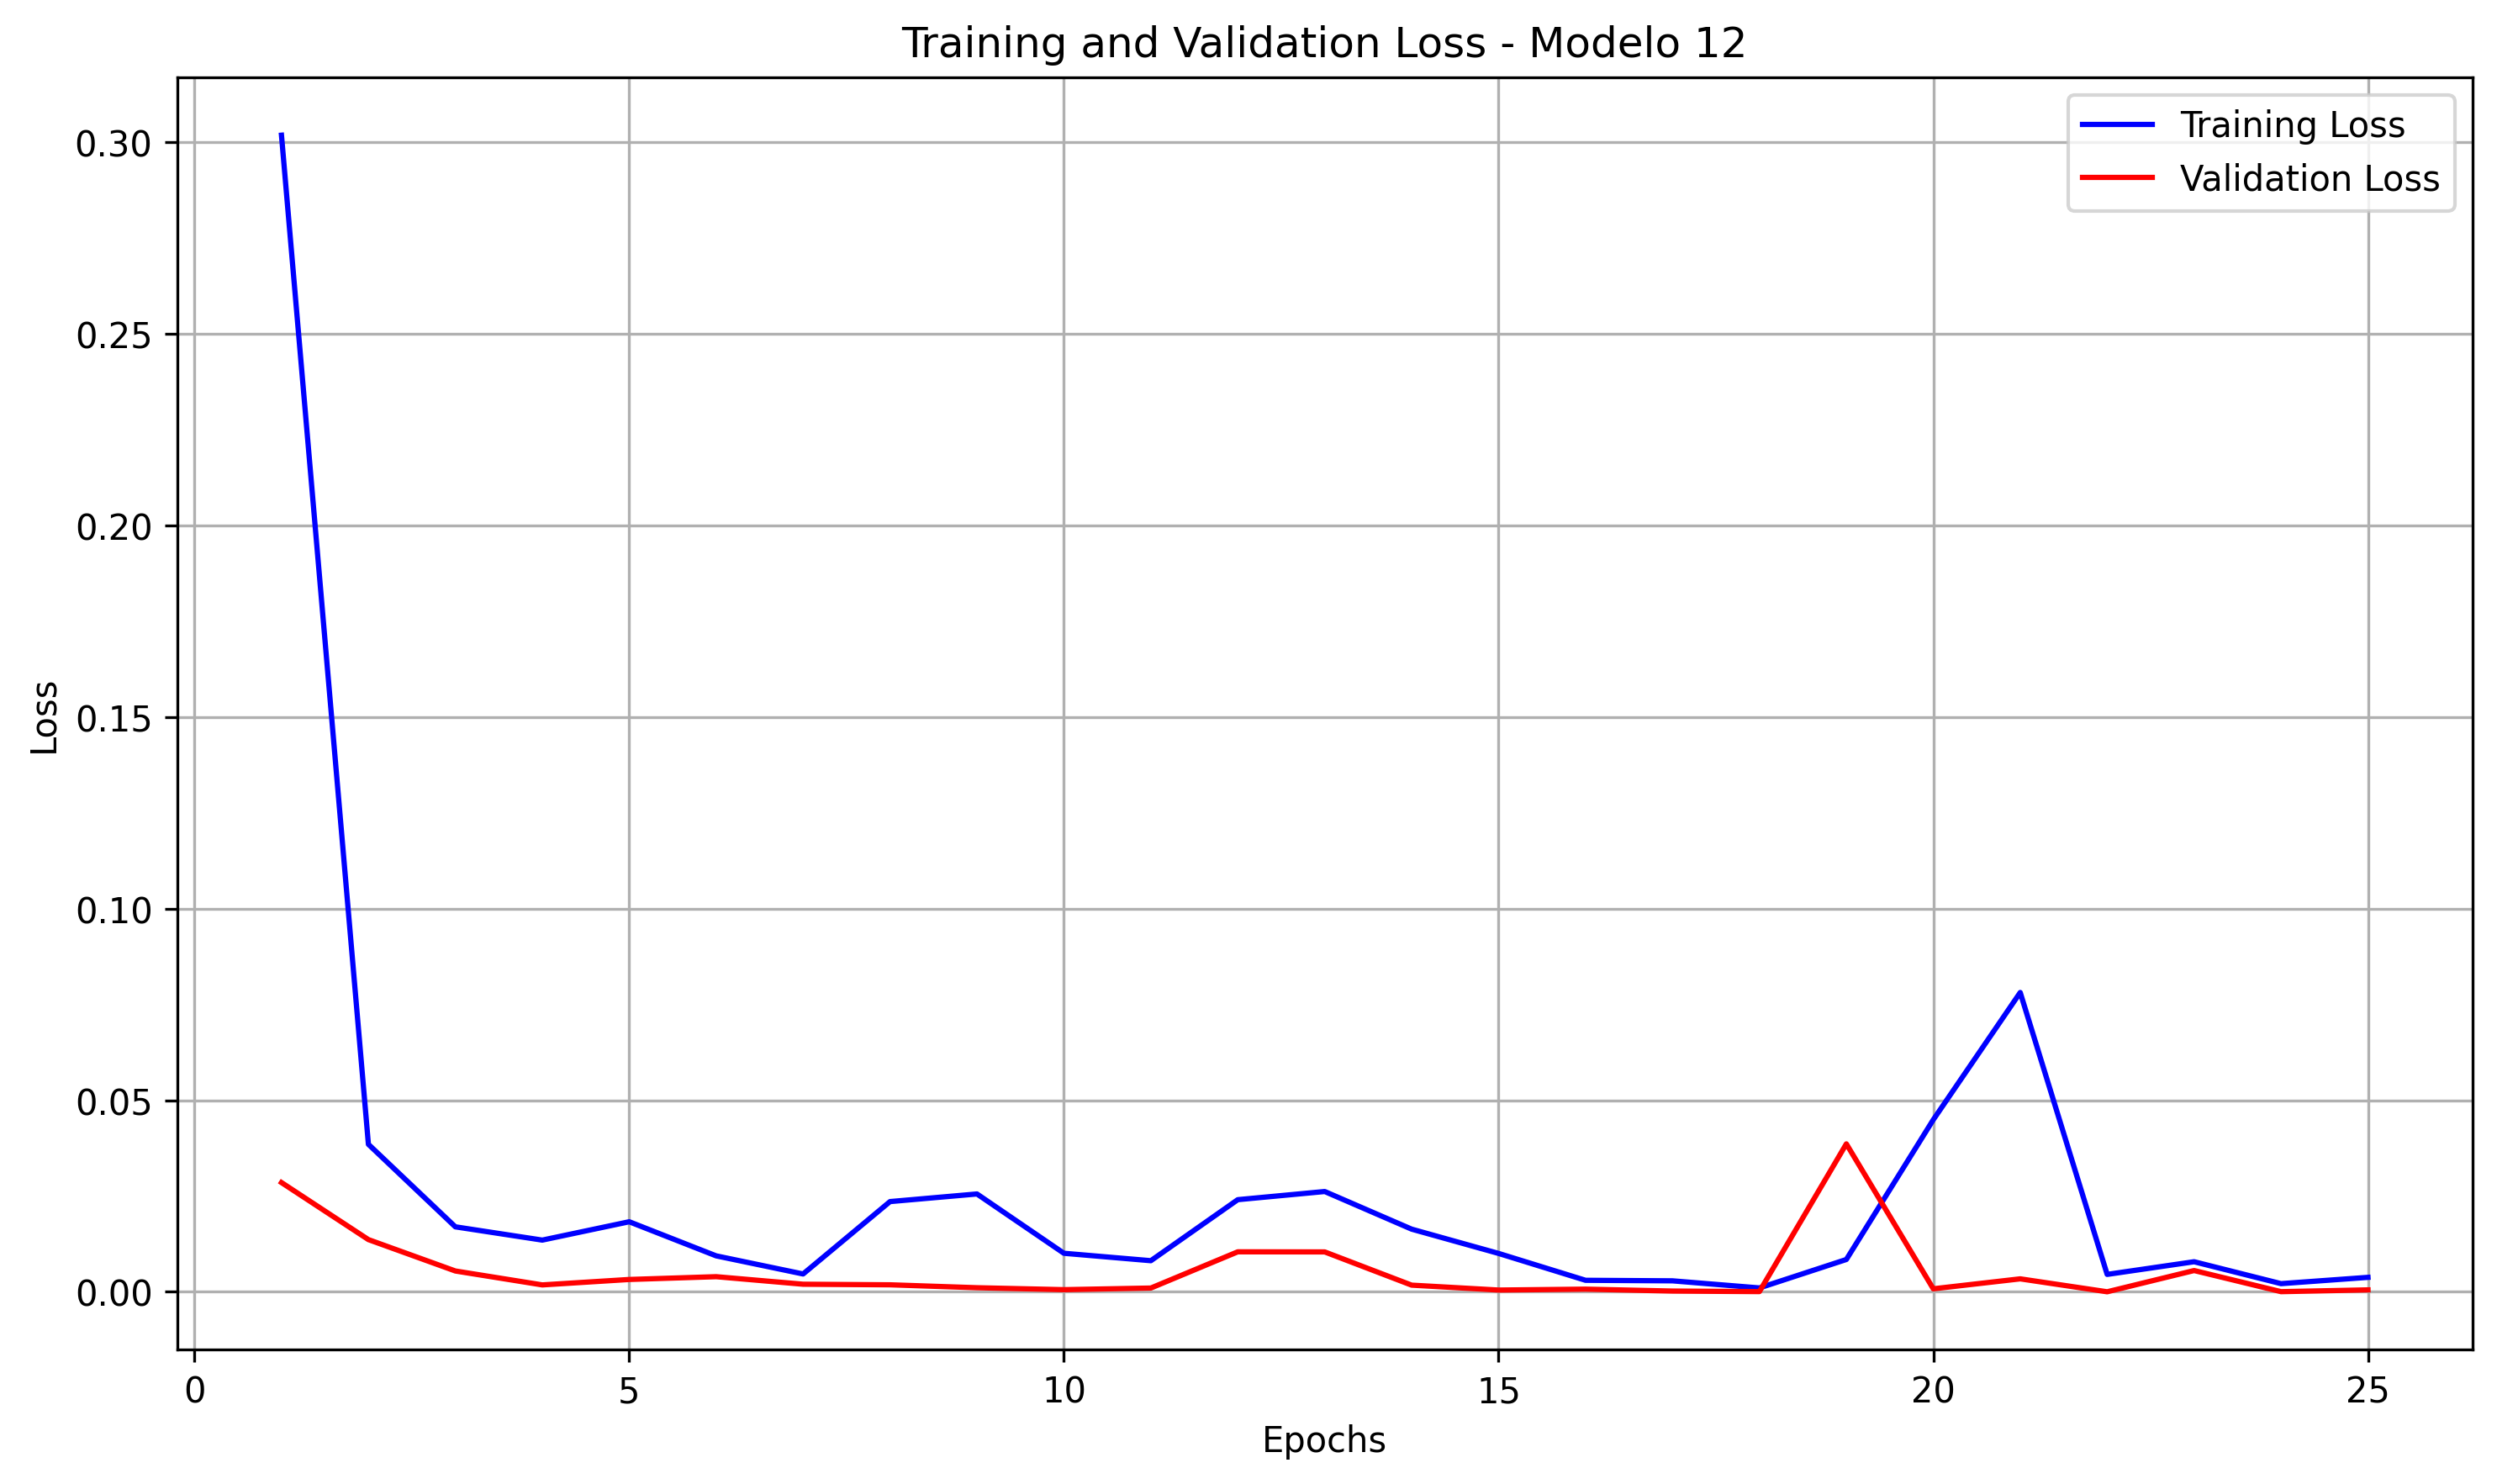 Training and Validation Loss - Modelo 12
Training Loss
Validation Loss
Loss
0.30
0.25
0.20
0.15
0.10
0.05
0.00
0 5 10 15 20 25
Epochs